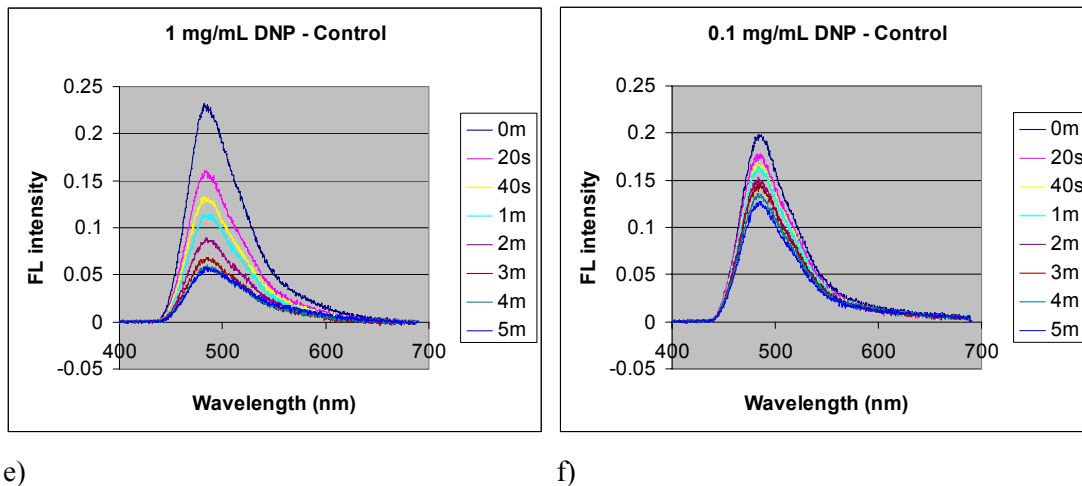 1 mg/mL DNP - Control
0.25
0.2
0.15
0.1
0.05
0
-0.05
400 500 600 700
FL intensity
Wavelength (nm)
0m
20s
40s
1m
2m
3m
4m
5m
e)
0.1 mg/mL DNP - Control
0.25
0.2
0.15
0.1
0.05
0
-0.05
400 500 600 700
FL intensity
Wavelength (nm)
0m
20s
40s
1m
2m
3m
4m
5m
f)